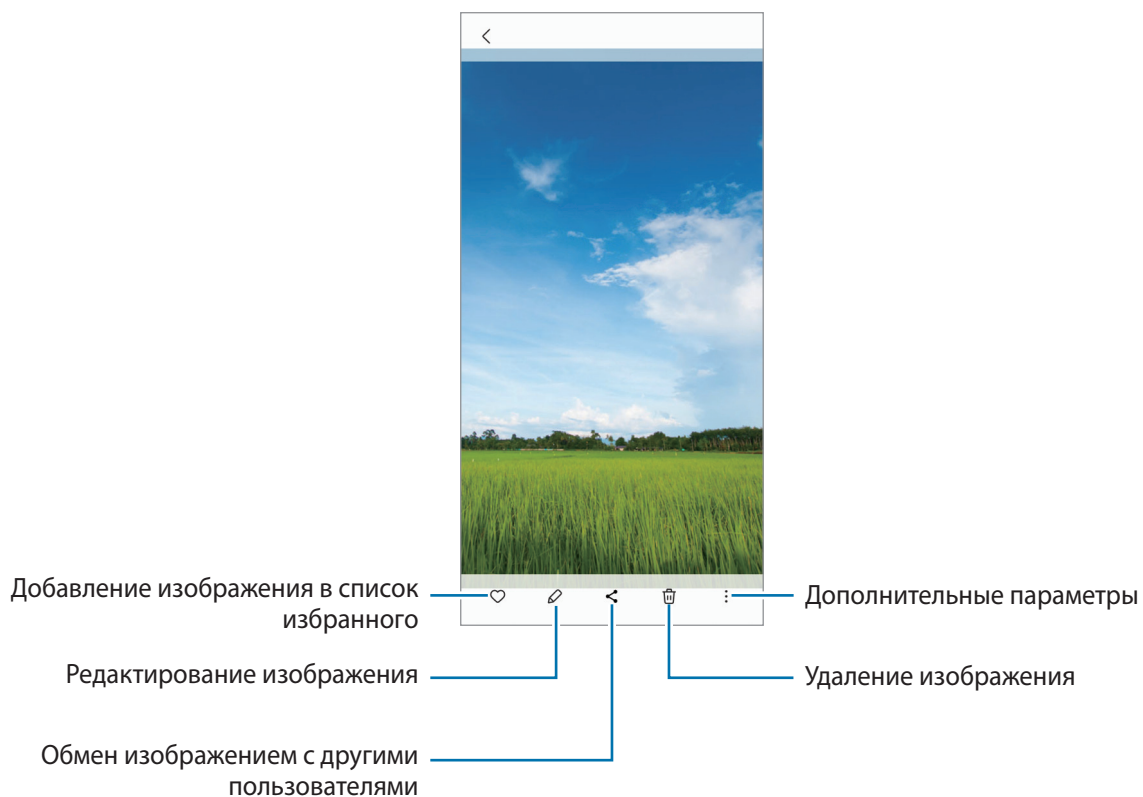 Добавление изображения в список
избранного
Дополнительные параметры
Редактирование изображения
Удаление изображения
Обмен изображением с другими
пользователями